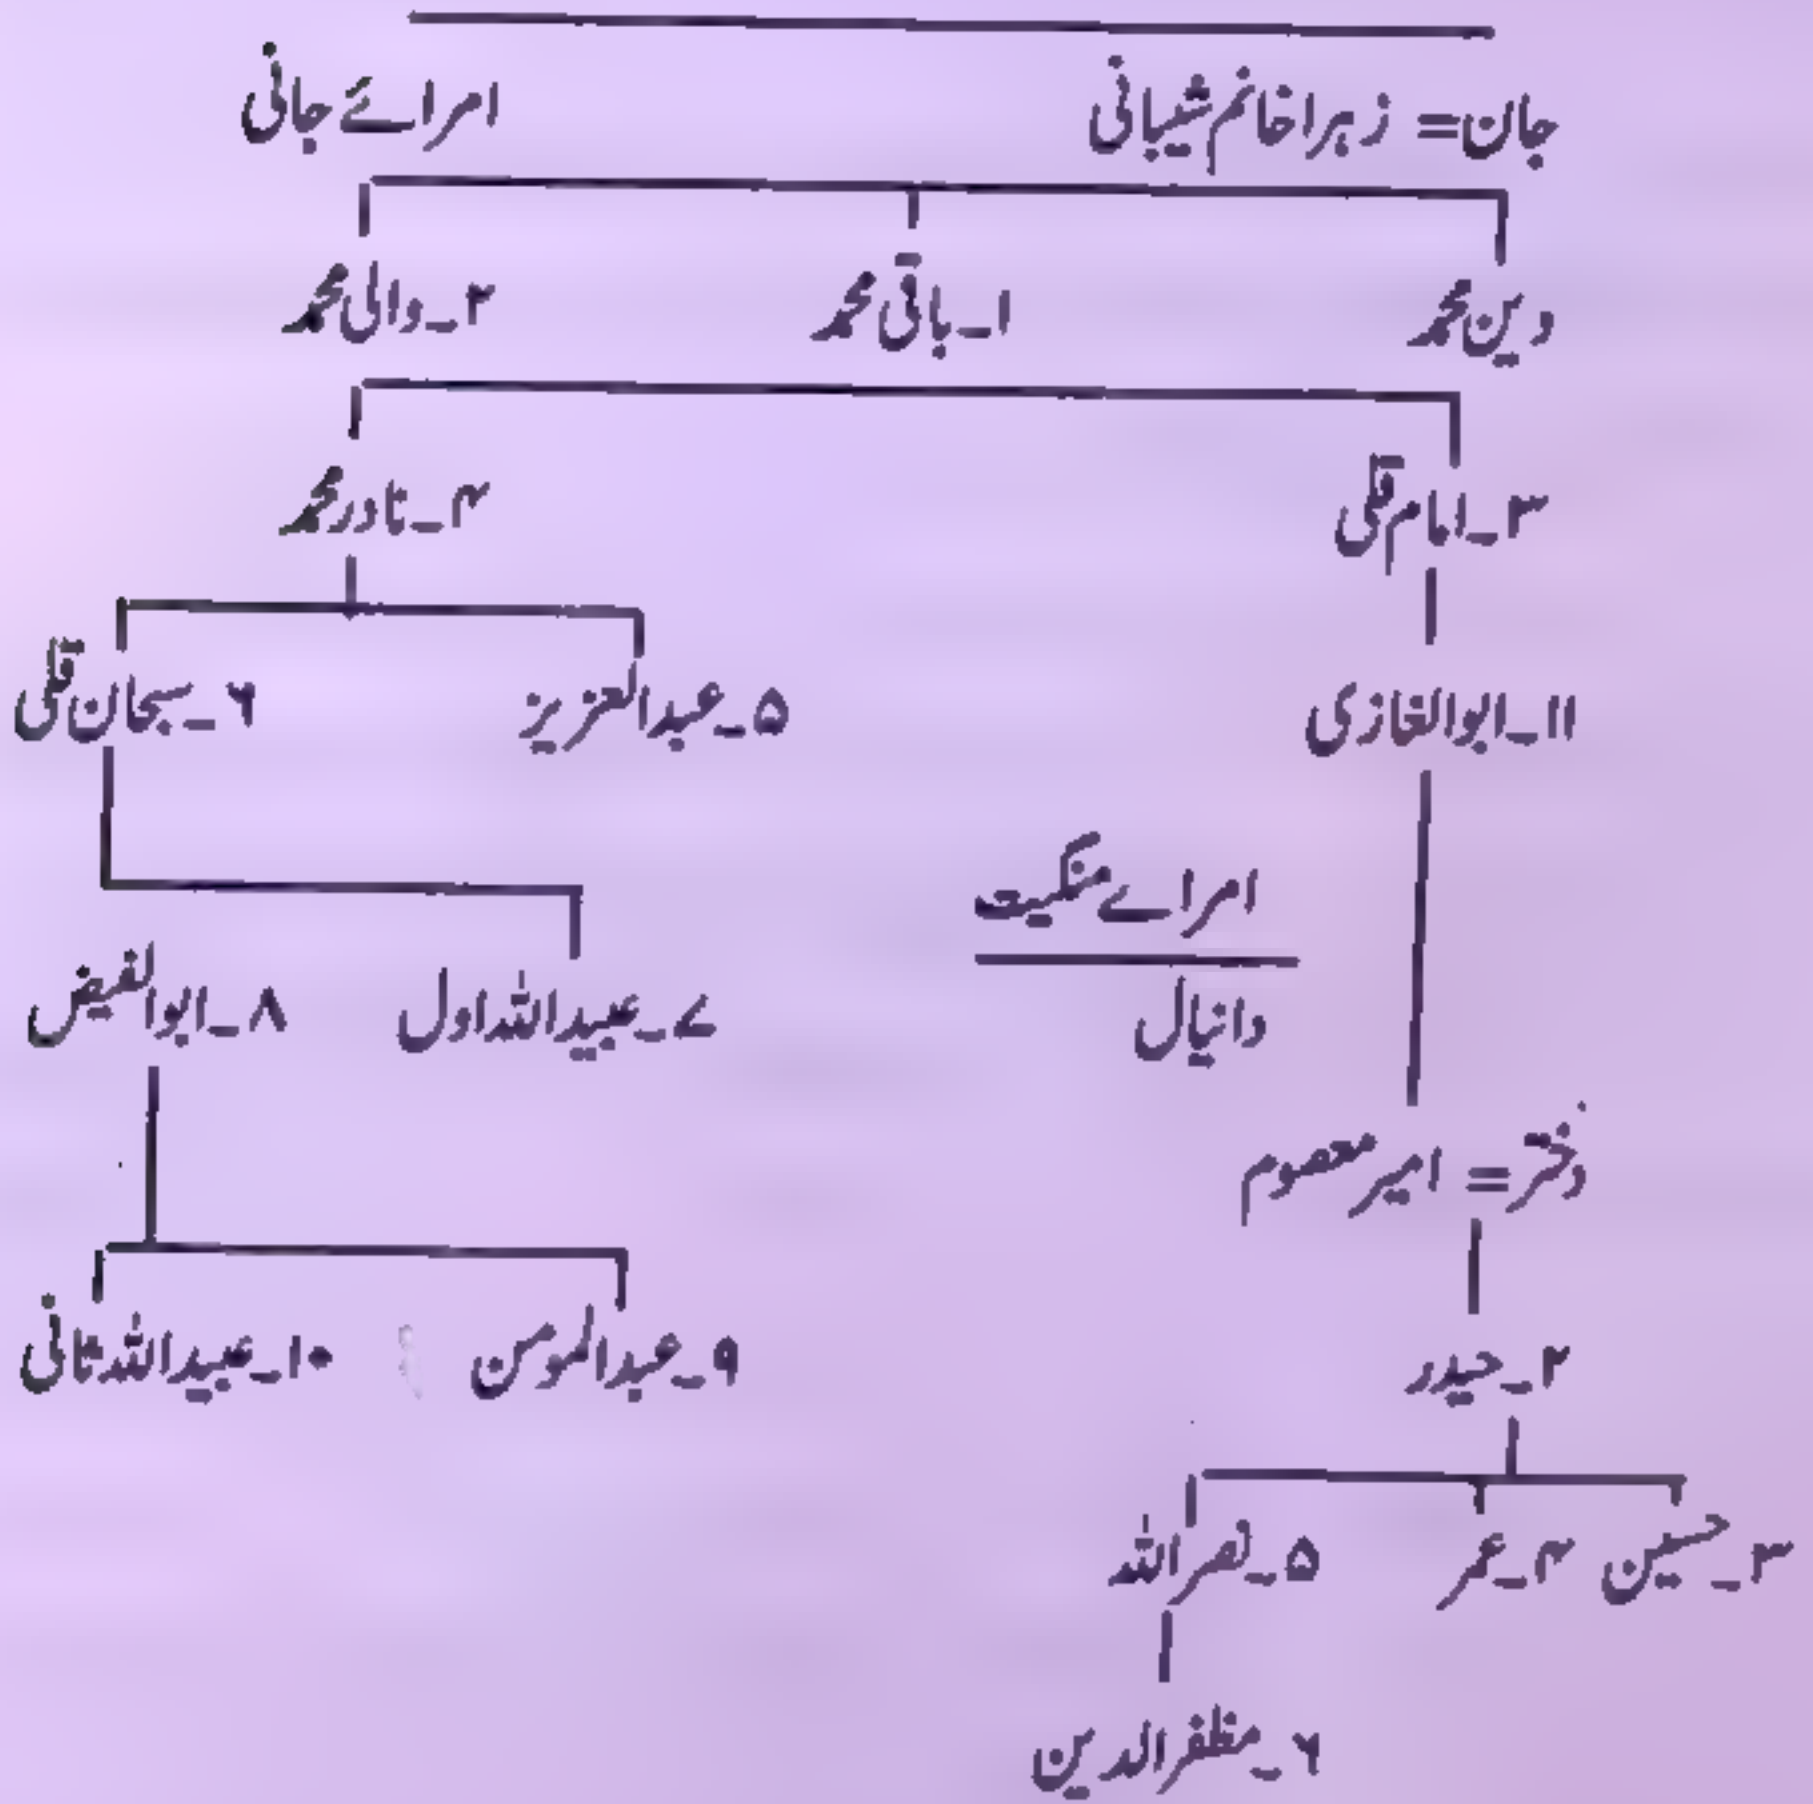 جان= زہرا خانم شیبانی امرائے جانی
دین محمد ۱۔باقی محمد ۲۔والی محمد
۳۔امام قلی ۴۔نادر محمد
۱۱۔ابوالغازی ۵۔عبدالعزیز ۶۔سبحان قلی
امرائے منگیت
دانیال ۷۔عبیداللہ اول ۸۔ابوالفیض
دختر= امیر معصوم
۲۔حیدر ۹۔عبدالمومن ۱۰۔عبیداللہ ثانی
۳۔حسین ۴۔عمر ۵۔نصراللہ
۶۔مظفرالدین